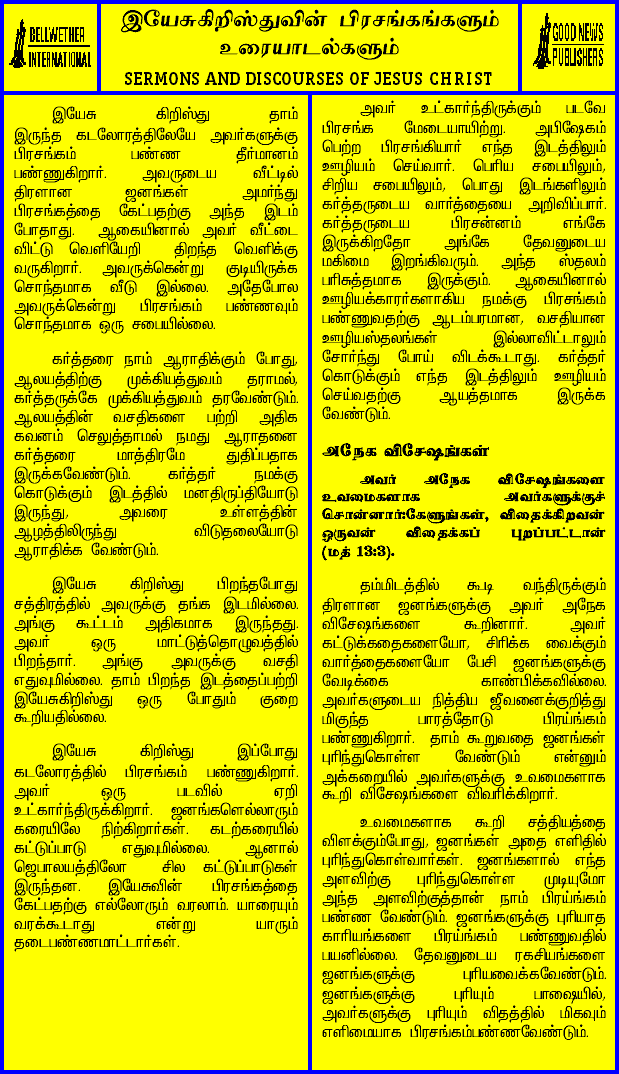 BELLWETHER
INTERNATIONAL
இயேசுகிறிஸ்துவின் பிரசங்கங்களும்
உரையாடல்களும்
SERMONS AND DISCOURSES OF JESUS CHRIST
GOOD NEWS
PUBLISHERS
இயேசு கிறிஸ்து தாம்
இருந்த கடலோரத்திலேயே அவர்களுக்கு
பிரசங்கம் பண்ண தீர்மானம்
பண்ணுகிறார். அவருடைய வீட்டில்
திரளான ஜனங்கள் அமர்ந்து
பிரசங்கத்தை கேட்பதற்கு அந்த இடம்
போதாது. ஆகையினால் அவர் வீட்டை
விட்டு வெளியேறி திறந்த வெளிக்கு
வருகிறார். அவருக்கென்று குடியிருக்க
சொந்தமாக வீடு இல்லை. அதேபோல
அவருக்கென்று பிரசங்கம் பண்ணவும்
சொந்தமாக ஒரு சபையில்லை.
கர்த்தரை நாம் ஆராதிக்கும் போது,
ஆலயத்திற்கு முக்கியத்துவம் தராமல்,
கர்த்தருக்கே முக்கியத்துவம் தரவேண்டும்.
ஆலயத்தின் வசதிகளை பற்றி அதிக
கவனம் செலுத்தாமல் நமது ஆராதனை
கர்த்தரை மாத்திரமே துதிப்பதாக
இருக்கவேண்டும். கர்த்தர் நமக்கு
கொடுக்கும் இடத்தில் மனதிருப்தியோடு
இருந்து, அவரை உள்ளத்தின்
ஆழத்திலிருந்து விடுதலையோடு
ஆராதிக்க வேண்டும்.
இயேசு கிறிஸ்து பிறந்தபோது
சத்திரத்தில் அவருக்கு தங்க இடமில்லை.
அங்கு கூட்டம் அதிகமாக இருந்தது.
அவர் ஒரு மாட்டுத்தொழுவத்தில்
பிறந்தார். அங்கு அவருக்கு வசதி
எதுவுமில்லை. தாம் பிறந்த இடத்தைப்பற்றி
இயேசுகிறிஸ்து ஒரு போதும் குறை
கூறியதில்லை.
இயேசு கிறிஸ்து இப்போது
கடலோரத்தில் பிரசங்கம் பண்ணுகிறார்.
அவர் ஒரு படவில் ஏறி
உட்கார்ந்திருக்கிறார். ஜனங்களெல்லாரும்
கரையிலே நிற்கிறார்கள். கடற்கரையில்
கட்டுப்பாடு எதுவுமில்லை. ஆனால்
ஜெபாலயத்திலோ சில கட்டுப்பாடுகள்
இருந்தன. இயேசுவின் பிரசங்கத்தை
கேட்பதற்கு எல்லோரும் வரலாம். யாரையும்
வரக்கூடாது என்று யாரும்
தடைபண்ணமாட்டார்கள்.
அவர் உட்கார்ந்திருக்கும் படவே
பிரசங்க மேடையாயிற்று. அபிஷேகம்
பெற்ற பிரசங்கியார் எந்த இடத்திலும்
ஊழியம் செய்வார். பெரிய சபையிலும்,
சிறிய சபையிலும், பொது இடங்களிலும்
கர்த்தருடைய வார்த்தையை அறிவிப்பார்.
கர்த்தருடைய பிரசன்னம் எங்கே
இருக்கிறதோ அங்கே தேவனுடைய
மகிமை இறங்கிவரும். அந்த ஸ்தலம்
பரிசுத்தமாக இருக்கும். ஆகையினால்
ஊழியக்காரர்களாகிய நமக்கு பிரசங்கம்
பண்ணுவதற்கு ஆடம்பரமான, வசதியான
ஊழியஸ்தலங்கள் இல்லாவிட்டாலும்
சோர்ந்து போய் விடக்கூடாது. கர்த்தர்
கொடுக்கும் எந்த இடத்திலும் ஊழியம்
செய்வதற்கு ஆயத்தமாக இருக்க
வேண்டும்.
அநேக விசேஷங்கள்
அவர் அநேக விசேஷங்களை
உவமைகளாக அவர்களுக்குச்
சொன்னார்:கேளுங்கள், விதைக்கிறவன்
ஒருவன் விதைக்கப் புறப்பட்டான்
(மத் 13:3).
தம்மிடத்தில் கூடி வந்திருக்கும்
திரளான ஜனங்களுக்கு அவர் அநேக
விசேஷங்களை கூறினார். அவர்
கட்டுக்கதைகளையோ, சிரிக்க வைக்கும்
வார்த்தைகளையோ பேசி ஜனங்களுக்கு
வேடிக்கை காண்பிக்கவில்லை.
அவர்களுடைய நித்திய ஜீவனைக்குறித்து
மிகுந்த பாரத்தோடு பிரய்ங்கம்
பண்ணுகிறார். தாம் கூறுவதை ஜனங்கள்
புரிந்துகொள்ள வேண்டும் என்னும்
அக்கறையில் அவர்களுக்கு உவமைகளாக
கூறி விசேஷங்களை விவரிக்கிறார்.
உவமைகளாக கூறி சத்தியத்தை
விளக்கும்போது, ஜனங்கள் அதை எளிதில்
புரிந்துகொள்வார்கள். ஜனங்களால் எந்த
அளவிற்கு புரிந்துகொள்ள முடியுமோ
அந்த அளவிற்குத்தான் நாம் பிரய்ங்கம்
பண்ண வேண்டும். ஜனங்களுக்கு புரியாத
காரியங்களை பிரய்ங்கம் பண்ணுவதில்
பயனில்லை. தேவனுடைய ரகசியங்களை
ஜனங்களுக்கு புரியவைக்கவேண்டும்.
ஜனங்களுக்கு புரியும் பாஷையில்,
அவர்களுக்கு புரியும் விதத்தில் மிகவும்
எளிமையாக பிரசங்கம்பண்ணவேண்டும்.